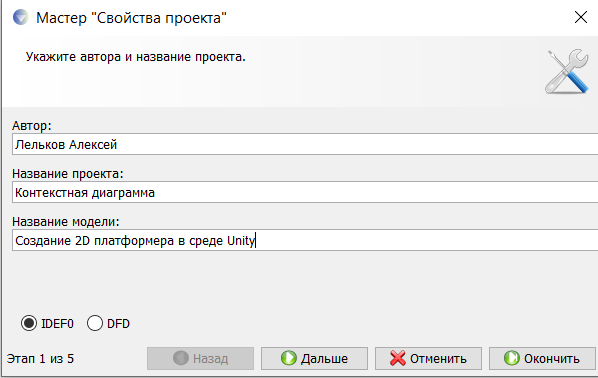 Мастер "Свойства проекта"
Укажите автора и название проекта.
Автор:
Лельков Алексей
Название проекта:
Контекстная диаграмма
Название модели:
Создание 2D платформера в среде Unity
IDEF0 DFD
Этап 1 из 5 Назад Дальше Отменить Окончить